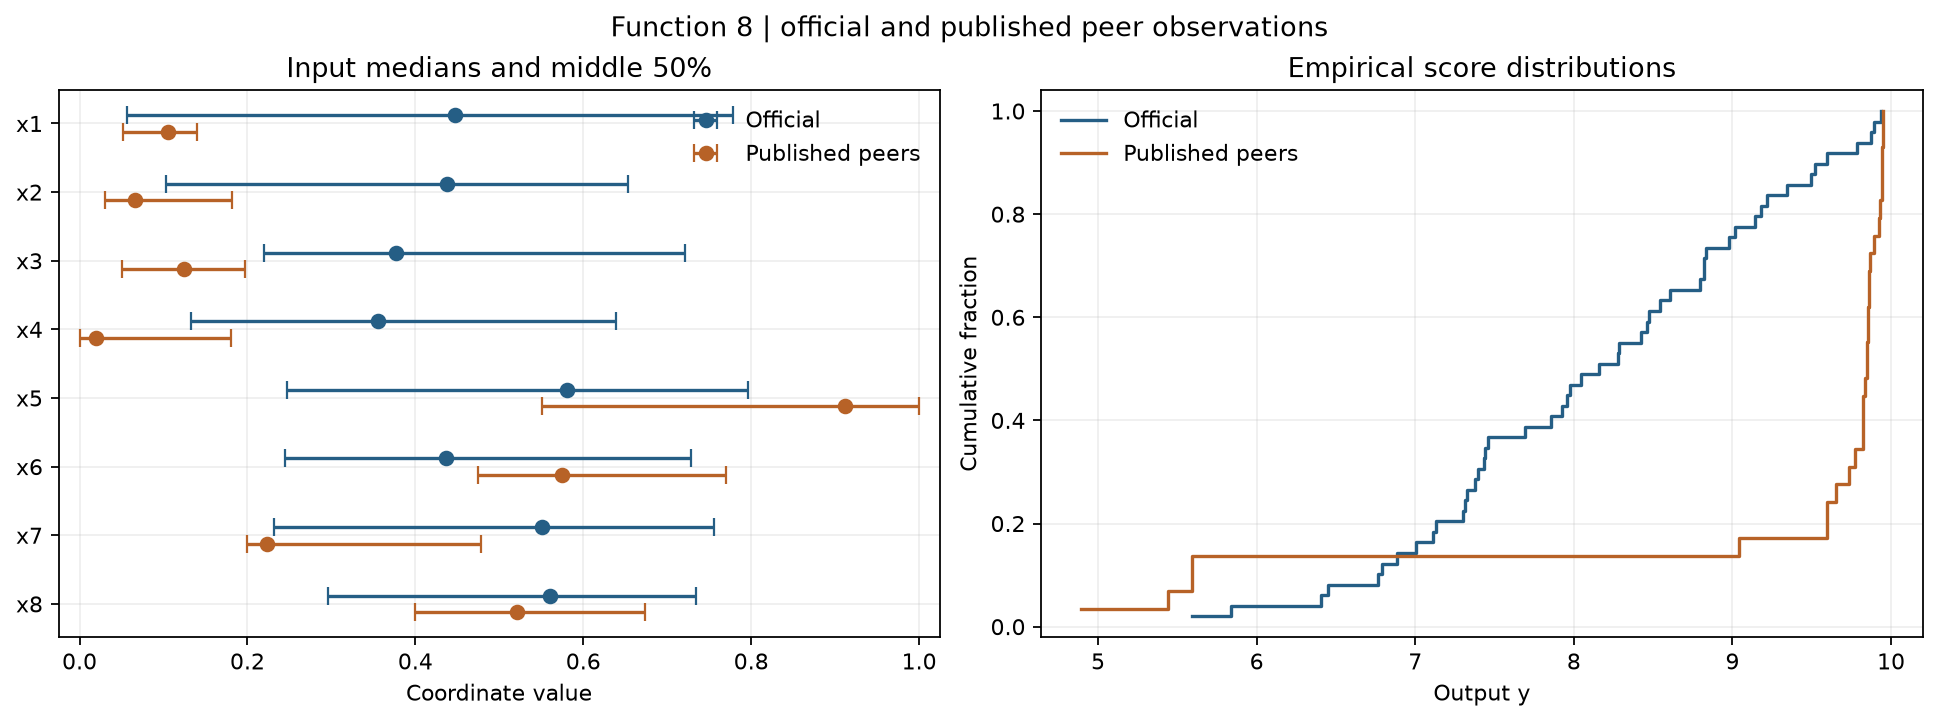 Function 8 | official and published peer observations
Input medians and middle 50%
Official
Published peers
x1
x2
x3
x4
x5
x6
x7
x8
0.0 0.2 0.4 0.6 0.8 1.0
Coordinate value
Empirical score distributions
Official
Published peers
Cumulative fraction
1.0
0.8
0.6
0.4
0.2
0.0
5 6 7 8 9 10
Output y